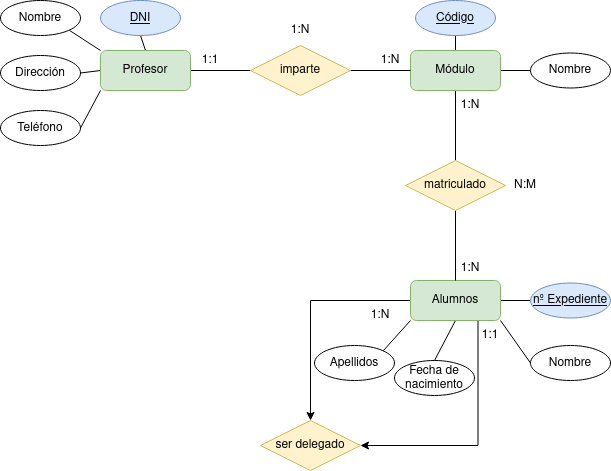 Nombre
DNI
Código
1:N
Dirección
Profesor
1:1
imparte
1:N
Módulo
Nombre
Teléfono
1:N
matriculado
N:M
1:N
Alumnos
nº Expediente
1:N
1:1
Apellidos
Fecha de
nacimiento
Nombre
ser delegado